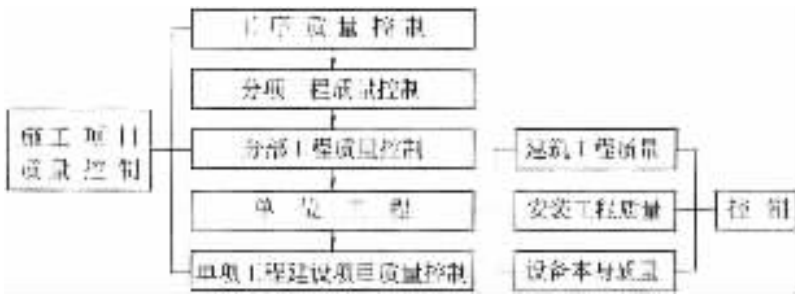 工序质量控制
分项工程质量控制
施工项目
质量控制
分部工程质量控制
建筑工程质量
单位工程
安装工程质量
控制
单项工程建设项目质量控制
设备本身质量